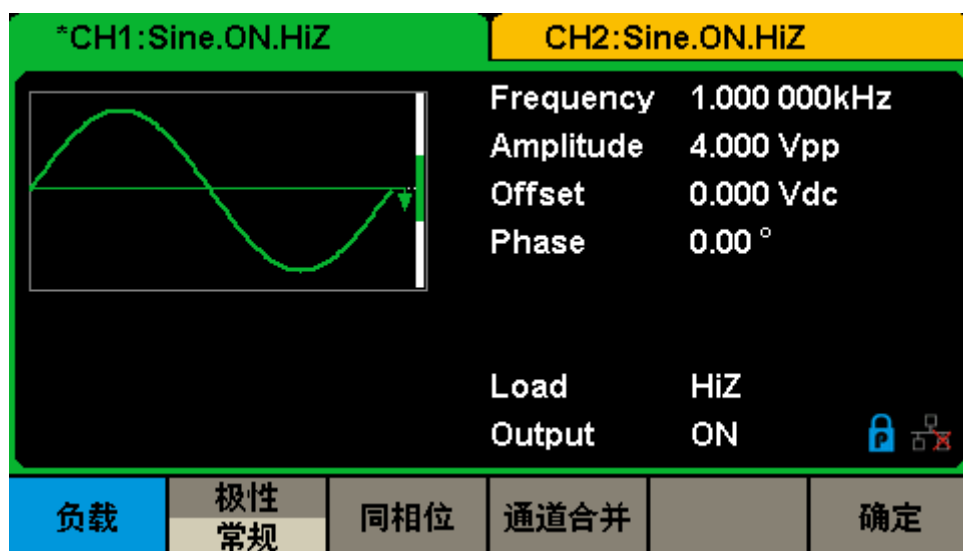 *CH1:Sine.ON.HiZ
CH2:Sine.ON.HiZ
Frequency 1.000 000kHz
Amplitude 4.000 Vpp
Offset 0.000 Vdc
Phase 0.00 °
Load HiZ
Output ON
P
负载
极性
常规
同相位
通道合并
确定